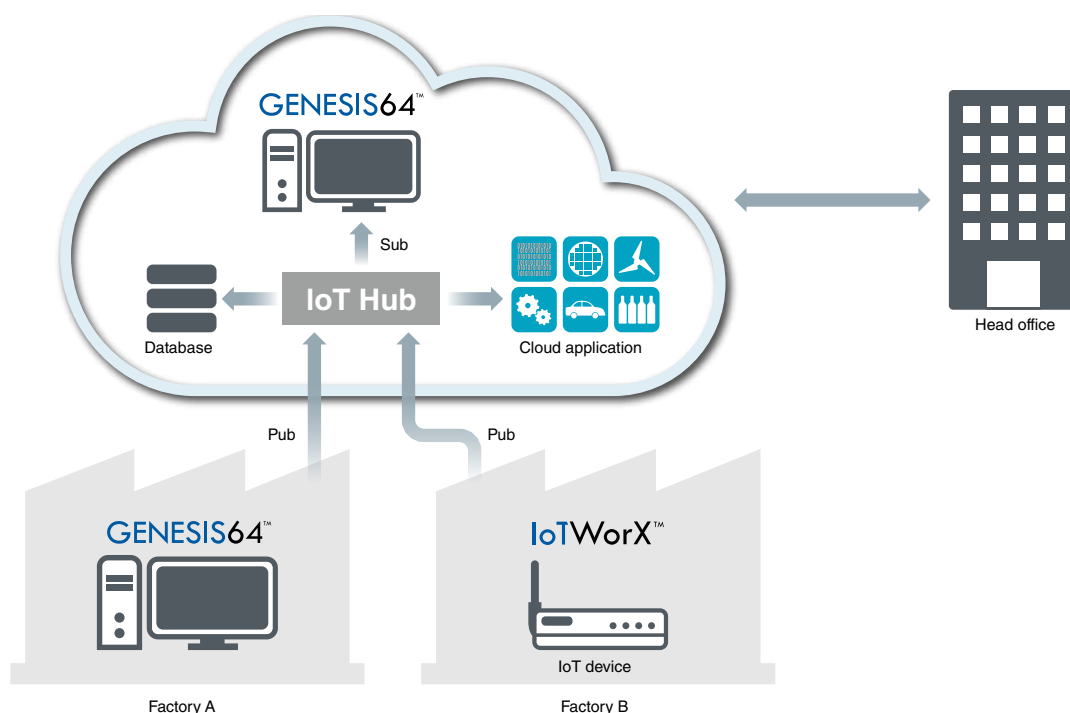 GENESIS64™
Sub
IoT Hub
Database
Cloud application
Head office
Pub
Pub
GENESIS64™
IoTWorX™
IoT device
Factory A
Factory B